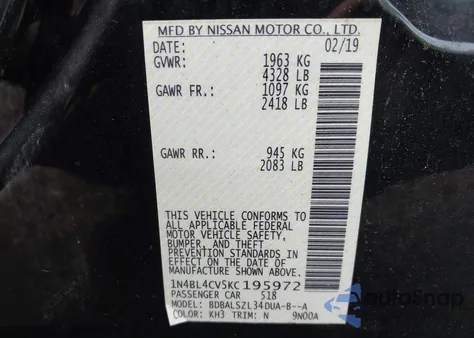 MFD BY NISSAN MOTOR CO., LTD.
DATE: 02/19
GVWR: 1963 KG
4328 LB
GAWR FR.: 1097 KG
2418 LB
GAWR RR.: 945 KG
2083 LB
THIS VEHICLE CONFORMS TO
ALL APPLICABLE FEDERAL
MOTOR VEHICLE SAFETY,
BUMPER, AND THEFT
PREVENTION STANDARDS IN
EFFECT ON THE DATE OF
MANUFACTURE SHOWN ABOVE.
1N4BL4CV5KC195972
PASSENGER CAR 518
MODEL: BDBALSZL34DUA-B--A
COLOR: KH3 TRIM: N 9N00A
AutoSnap